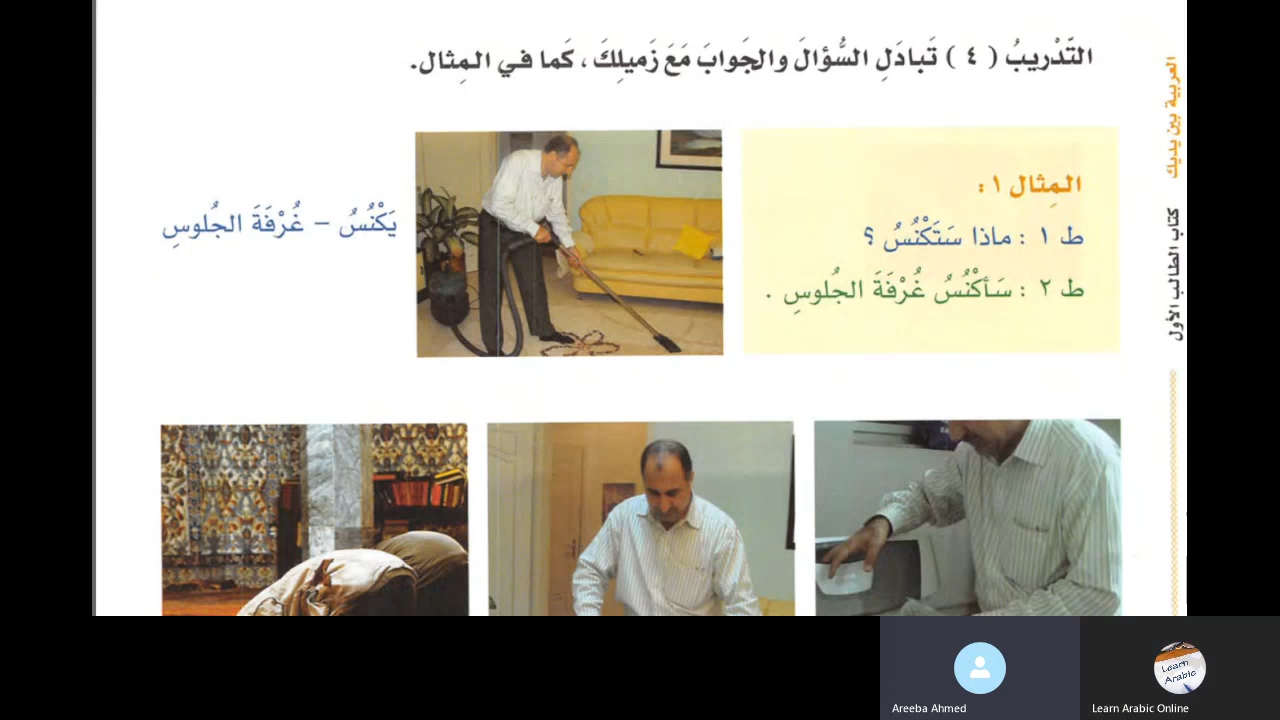 التَّدْريبُ ( ٤ ) تَبادَلِ السُّؤالَ والجَوابَ مَعَ زَميلِكَ ، كَما في المِثال.
المِثال ١ :
ط ١ : ماذا سَتَكْنُسُ ؟
ط ٢ : سَأَكْنُسُ غُرْفَةَ الجُلوسِ .
يَكْنُسُ – غُرْفَةَ الجُلوسِ
العربية بين يديك
كتاب الطالب الأول
Learn
Arabic
Areeba Ahmed
Learn Arabic Online